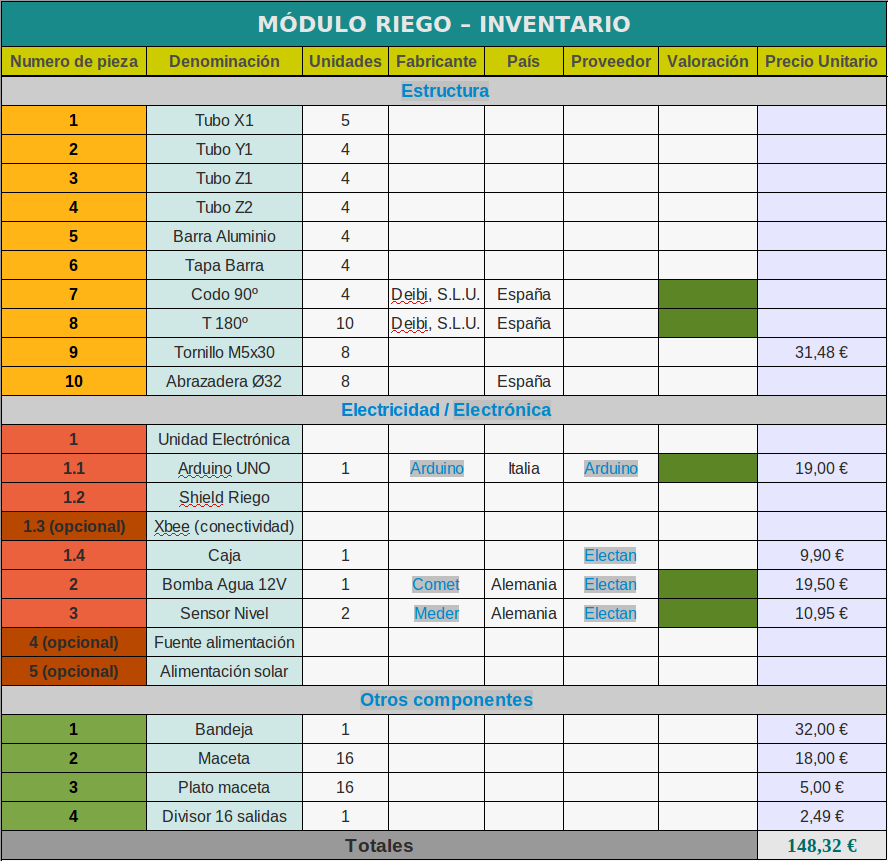 MÓDULO RIEGO – INVENTARIO
Numero de pieza Denominación Unidades Fabricante País Proveedor Valoración Precio Unitario
Estructura
1 Tubo X1 5
2 Tubo Y1 4
3 Tubo Z1 4
4 Tubo Z2 4
5 Barra Aluminio 4
6 Tapa Barra 4
7 Codo 90º 4 Deibi, S.L.U. España
8 T 180º 10 Deibi, S.L.U. España
9 Tornillo M5x30 8 31,48 €
10 Abrazadera Ø32 8 España
Electricidad / Electrónica
1 Unidad Electrónica
1.1 Arduino UNO 1 Arduino Italia Arduino 19,00 €
1.2 Shield Riego
1.3 (opcional) Xbee (conectividad)
1.4 Caja 1 Electan 9,90 €
2 Bomba Agua 12V 1 Comet Alemania Electan 19,50 €
3 Sensor Nivel 2 Meder Alemania Electan 10,95 €
4 (opcional) Fuente alimentación
5 (opcional) Alimentación solar
Otros componentes
1 Bandeja 1 32,00 €
2 Maceta 16 18,00 €
3 Plato maceta 16 5,00 €
4 Divisor 16 salidas 1 2,49 €
Totales 148,32 €